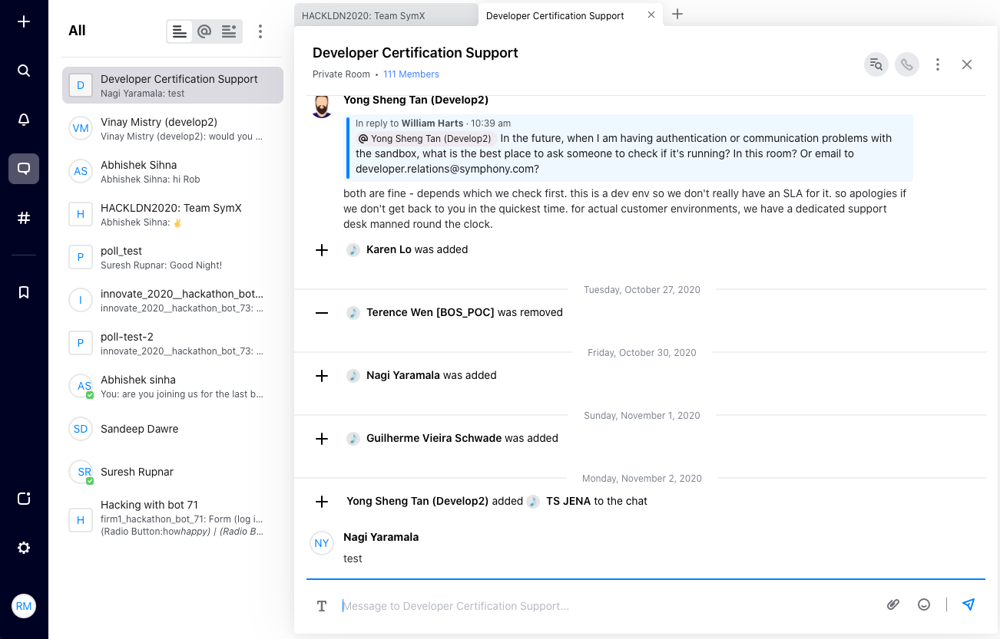 All
D
Developer Certification Support
Nagi Yaramala: test
VM
Vinay Mistry (develop2)
Vinay Mistry (develop2): would you ...
AS
Abhishek Sihna
Abhishek Sihna: hi Rob
H
HACKLDN2020: Team SymX
Abhishek Sihna: ✌️
P
poll_test
Suresh Rupnar: Good Night!
I
innovate_2020__hackathon_bot...
innovate_2020__hackathon_bot_73: ...
P
poll-test-2
innovate_2020__hackathon_bot_73: ...
AS
Abhishek sinha
You: are you joining us for the last b...
SD
Sandeep Dawre
SR
Suresh Rupnar
H
Hacking with bot 71
firm1_hackathon_bot_71: Form (log i...
(Radio Button:howhappy) | (Radio B...
RM
HACKLDN2020: Team SymX
Developer Certification Support
Developer Certification Support
Private Room • 111 Members
Yong Sheng Tan (Develop2)
In reply to William Harts · 10:39 am
@ Yong Sheng Tan (Develop2) In the future, when I am having authentication or communication problems with
the sandbox, what is the best place to ask someone to check if it's running? In this room? Or email to
developer.relations@symphony.com?
both are fine - depends which we check first. this is a dev env so we don't really have an SLA for it. so apologies if
we don't get back to you in the quickest time. for actual customer environments, we have a dedicated support
desk manned round the clock.
Karen Lo was added
Tuesday, October 27, 2020
Terence Wen [BOS_POC] was removed
Friday, October 30, 2020
Nagi Yaramala was added
Sunday, November 1, 2020
Guilherme Vieira Schwade was added
Monday, November 2, 2020
Yong Sheng Tan (Develop2) added TS JENA to the chat
NY
Nagi Yaramala
test
T
Message to Developer Certification Support...